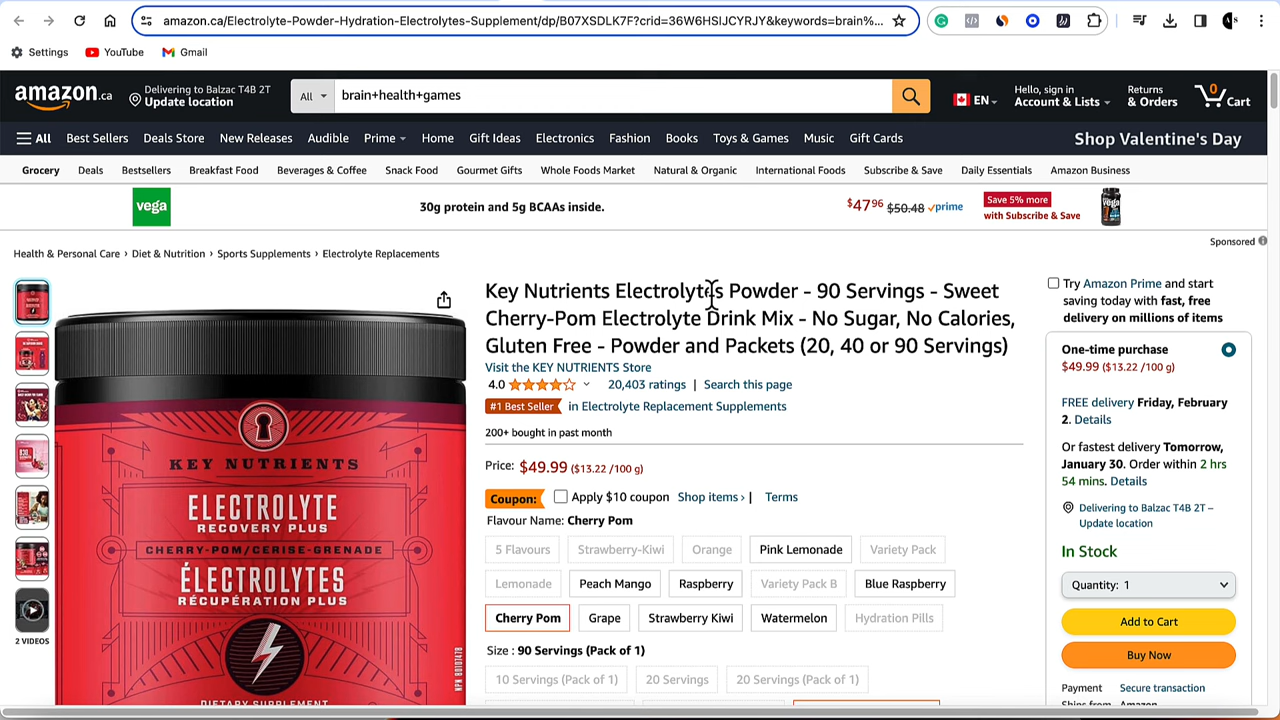 amazon.ca/Electrolyte-Powder-Hydration-Electrolytes-Supplement/dp/B07XSDLK7F?crid=36W6HSIJCYRJY&keywords=brain%...
Settings YouTube Gmail
amazon.ca
Delivering to Balzac T4B 2T
Update location
All
brain+health+games
EN
Hello, sign in
Account & Lists
Returns
& Orders
0
Cart
All Best Sellers Deals Store New Releases Audible Prime Home Gift Ideas Electronics Fashion Books Toys & Games Music Gift Cards Shop Valentine's Day
Grocery Deals Bestsellers Breakfast Food Beverages & Coffee Snack Food Gourmet Gifts Whole Foods Market Natural & Organic International Foods Subscribe & Save Daily Essentials Amazon Business
vega
30g protein and 5g BCAAs inside.
$47.96 $50.48 prime
Save 5% more
with Subscribe & Save
Sponsored
Health & Personal Care › Diet & Nutrition › Sports Supplements › Electrolyte Replacements
2 VIDEOS
KEY NUTRIENTS
ELECTROLYTE
RECOVERY PLUS
CHERRY-POM/CERISE-GRENADE
ÉLECTROLYTES
RÉCUPÉRATION PLUS
DIETARY SUPPLEMENT
NPN 80107478
Key Nutrients Electrolytes Powder - 90 Servings - Sweet
Cherry-Pom Electrolyte Drink Mix - No Sugar, No Calories,
Gluten Free - Powder and Packets (20, 40 or 90 Servings)
Visit the KEY NUTRIENTS Store
4.0 20,403 ratings | Search this page
#1 Best Seller in Electrolyte Replacement Supplements
200+ bought in past month
Price: $49.99 ($13.22 /100 g)
Coupon: Apply $10 coupon Shop items › | Terms
Flavour Name: Cherry Pom
5 Flavours Strawberry-Kiwi Orange Pink Lemonade Variety Pack
Lemonade Peach Mango Raspberry Variety Pack B Blue Raspberry
Cherry Pom Grape Strawberry Kiwi Watermelon Hydration Pills
Size : 90 Servings (Pack of 1)
10 Servings (Pack of 1) 20 Servings 20 Servings (Pack of 1)
Try Amazon Prime and start
saving today with fast, free
delivery on millions of items
One-time purchase
$49.99 ($13.22 /100 g)
FREE delivery Friday, February
2. Details
Or fastest delivery Tomorrow,
January 30. Order within 2 hrs
54 mins. Details
Delivering to Balzac T4B 2T –
Update location
In Stock
Quantity: 1
Add to Cart
Buy Now
Payment Secure transaction
Ships from Amazon